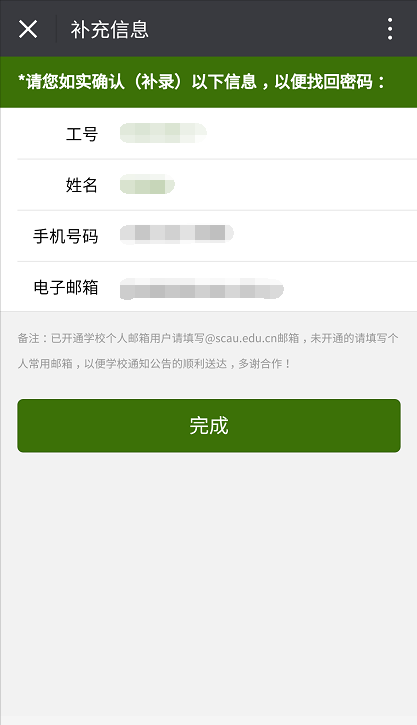 补充信息
*请您如实确认（补录）以下信息，以便找回密码：
工号
姓名
手机号码
电子邮箱
备注：已开通学校个人邮箱用户请填写@scau.edu.cn邮箱，未开通的请填写个
人常用邮箱，以便学校通知公告的顺利送达，多谢合作！
完成